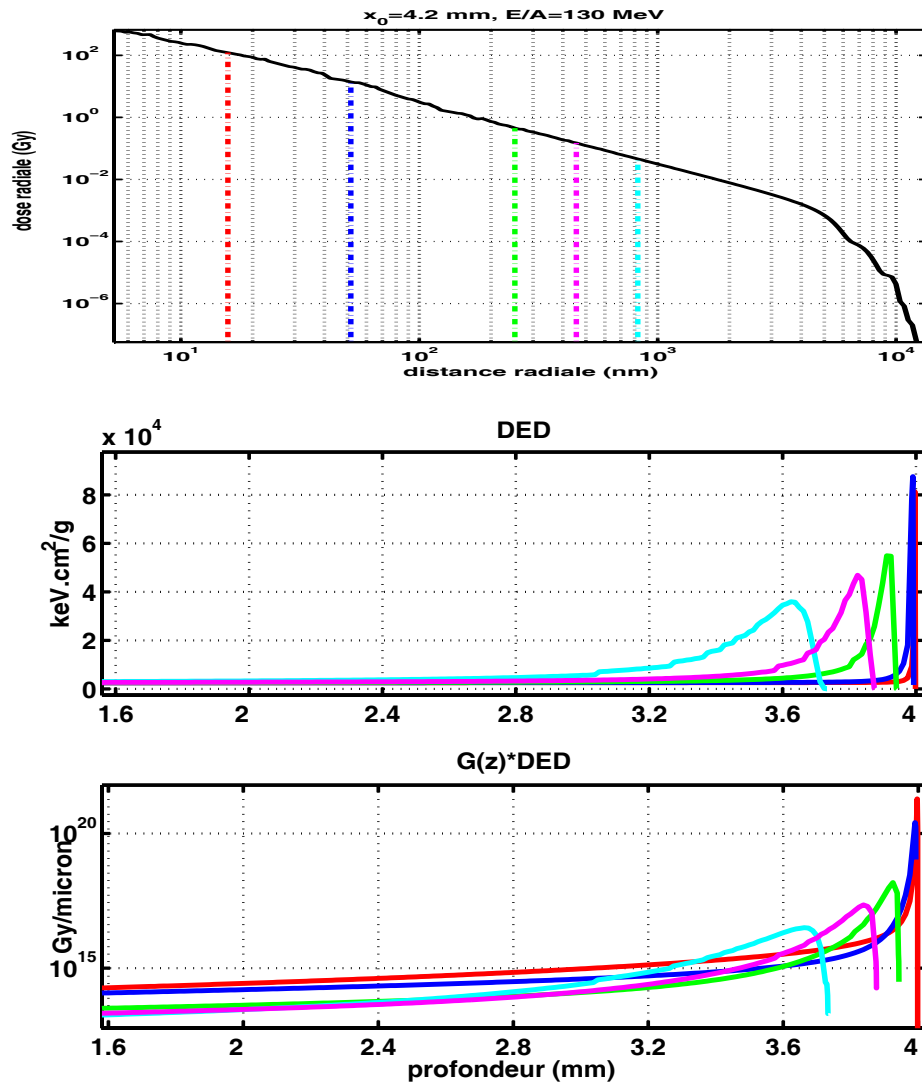 x0=4.2 mm, E/A=130 MeV
dose radiale (Gy)
10^2
10^0
10^-2
10^-4
10^-6
10^1 10^2 10^3 10^4
distance radiale (nm)
x 10^4
DED
keV.cm^2/g
8
6
4
2
0
1.6 2 2.4 2.8 3.2 3.6 4
G(z)*DED
Gy/micron
10^20
10^15
1.6 2 2.4 2.8 3.2 3.6 4
profondeur (mm)